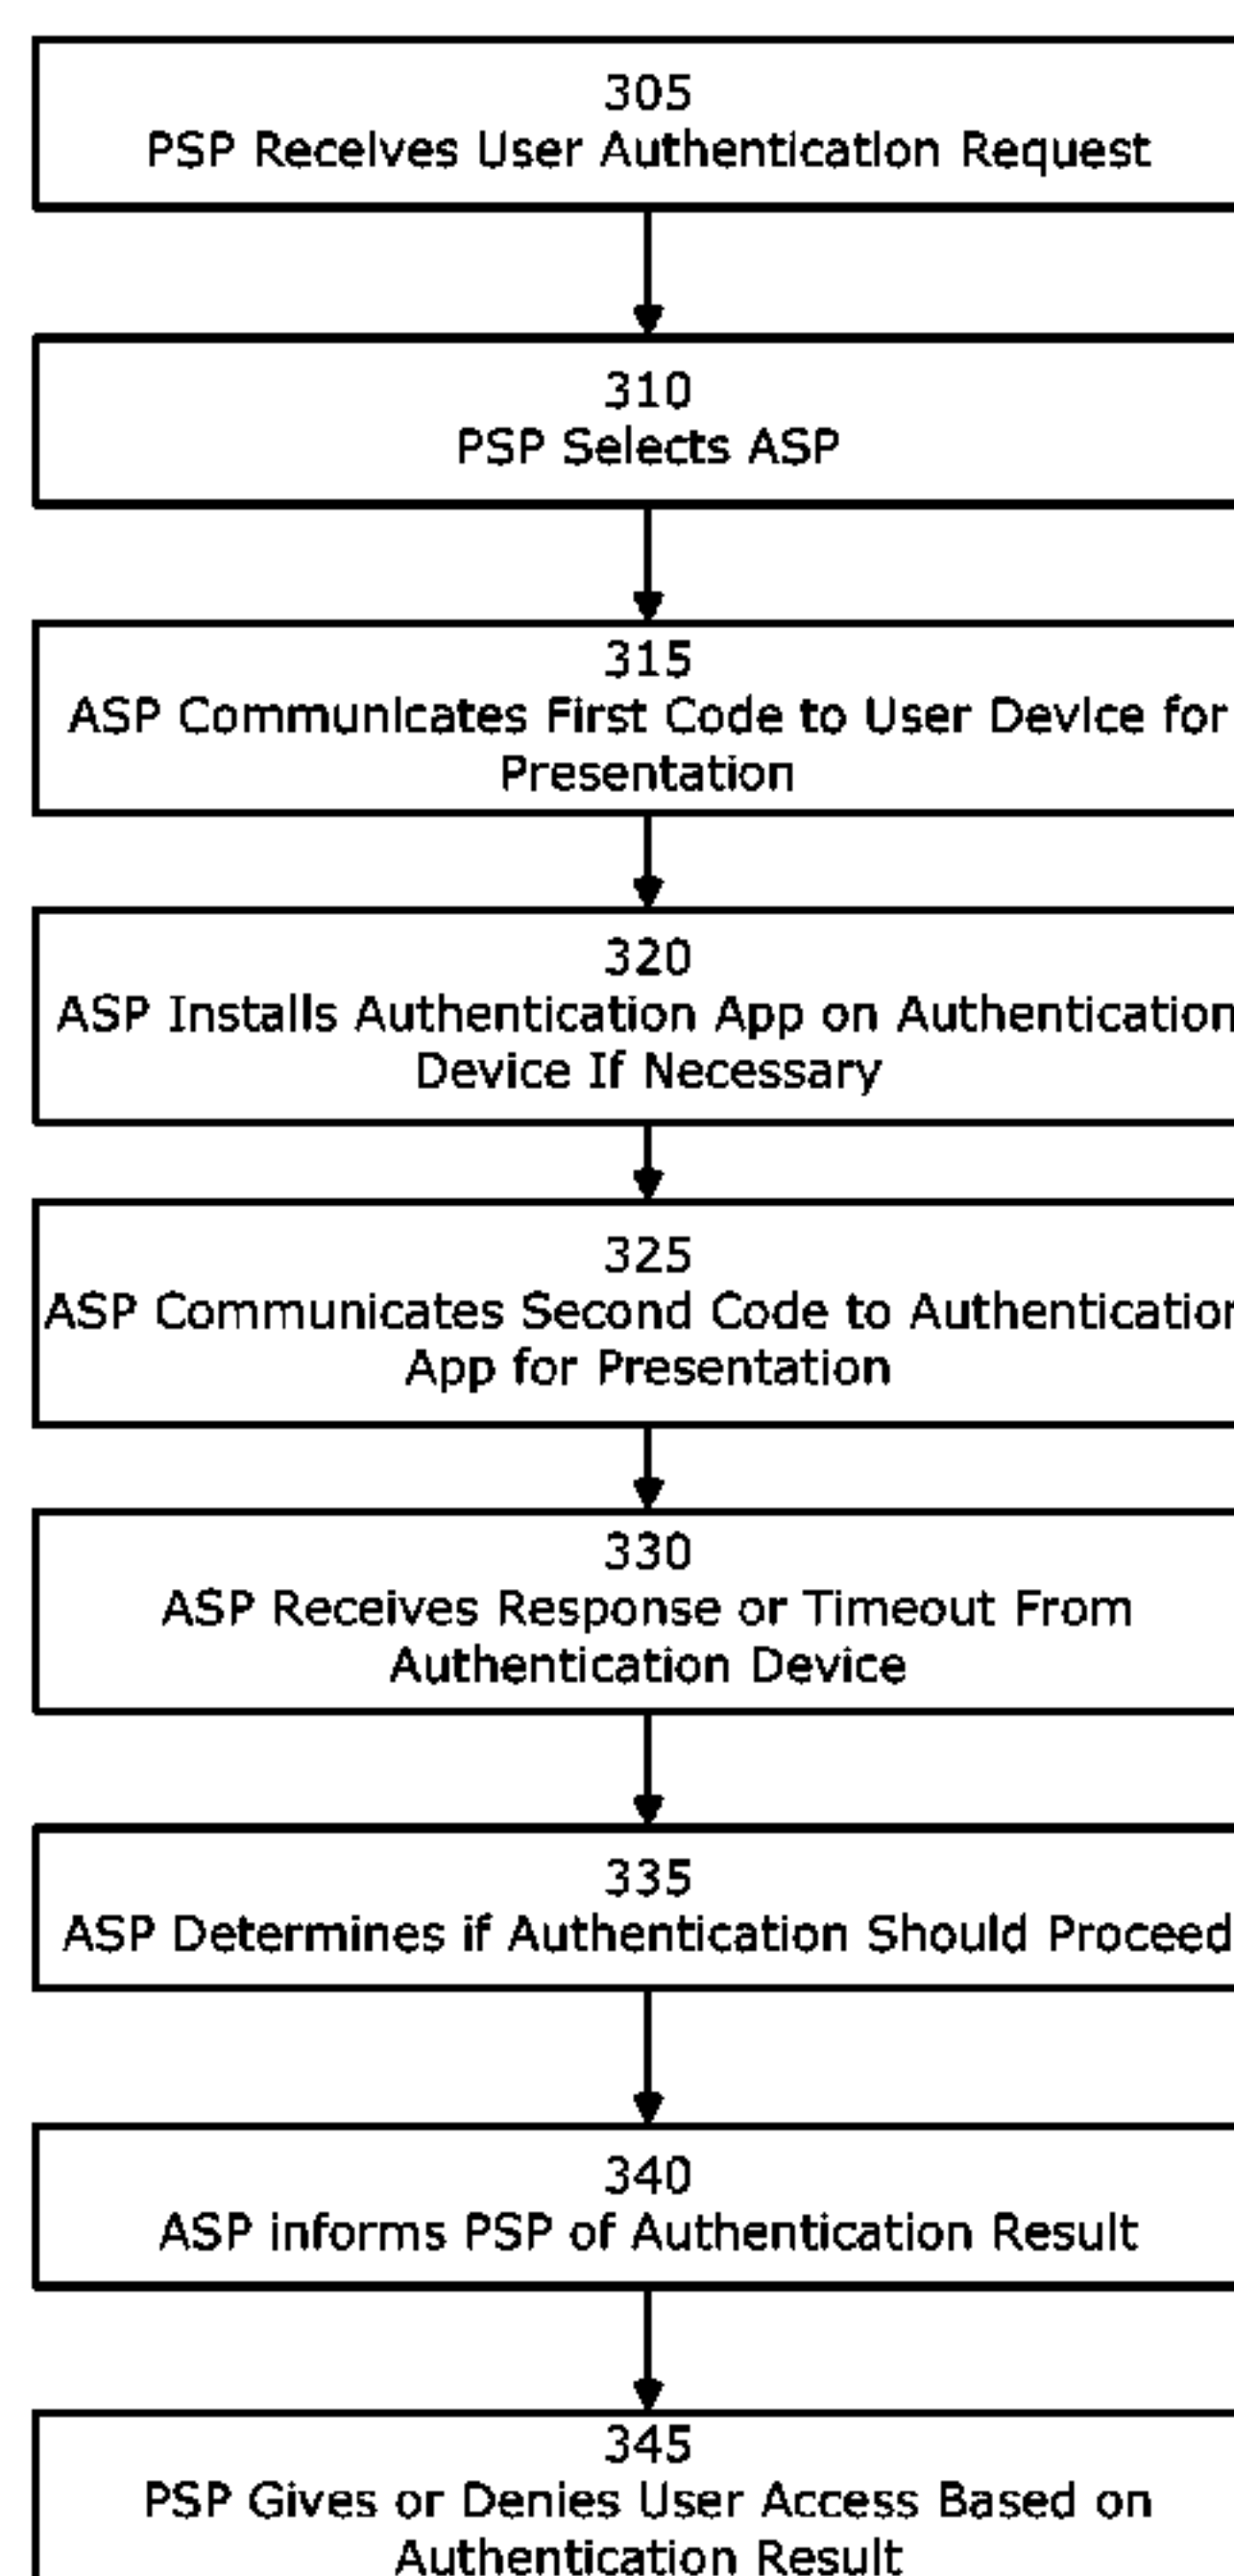 305
PSP Receives User Authentication Request
310
PSP Selects ASP
315
ASP Communicates First Code to User Device for
Presentation
320
ASP Installs Authentication App on Authentication
Device If Necessary
325
ASP Communicates Second Code to Authentication
App for Presentation
330
ASP Receives Response or Timeout From
Authentication Device
335
ASP Determines if Authentication Should Proceed
340
ASP informs PSP of Authentication Result
345
PSP Gives or Denies User Access Based on
Authentication Result